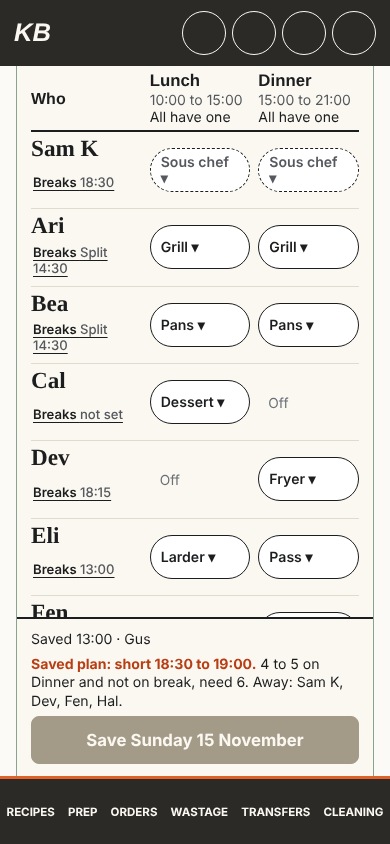 KB
Who
Lunch
10:00 to 15:00
All have one
Dinner
15:00 to 21:00
All have one
Sam K
Breaks 18:30
Sous chef ▾
Sous chef ▾
Ari
Breaks Split
14:30
Grill ▾
Grill ▾
Bea
Breaks Split
14:30
Pans ▾
Pans ▾
Cal
Breaks not set
Dessert ▾
Off
Dev
Breaks 18:15
Off
Fryer ▾
Eli
Breaks 13:00
Larder ▾
Pass ▾
Fen
Saved 13:00 · Gus
Saved plan: short 18:30 to 19:00. 4 to 5 on
Dinner and not on break, need 6. Away: Sam K,
Dev, Fen, Hal.
Save Sunday 15 November
RECIPES PREP ORDERS WASTAGE TRANSFERS CLEANING